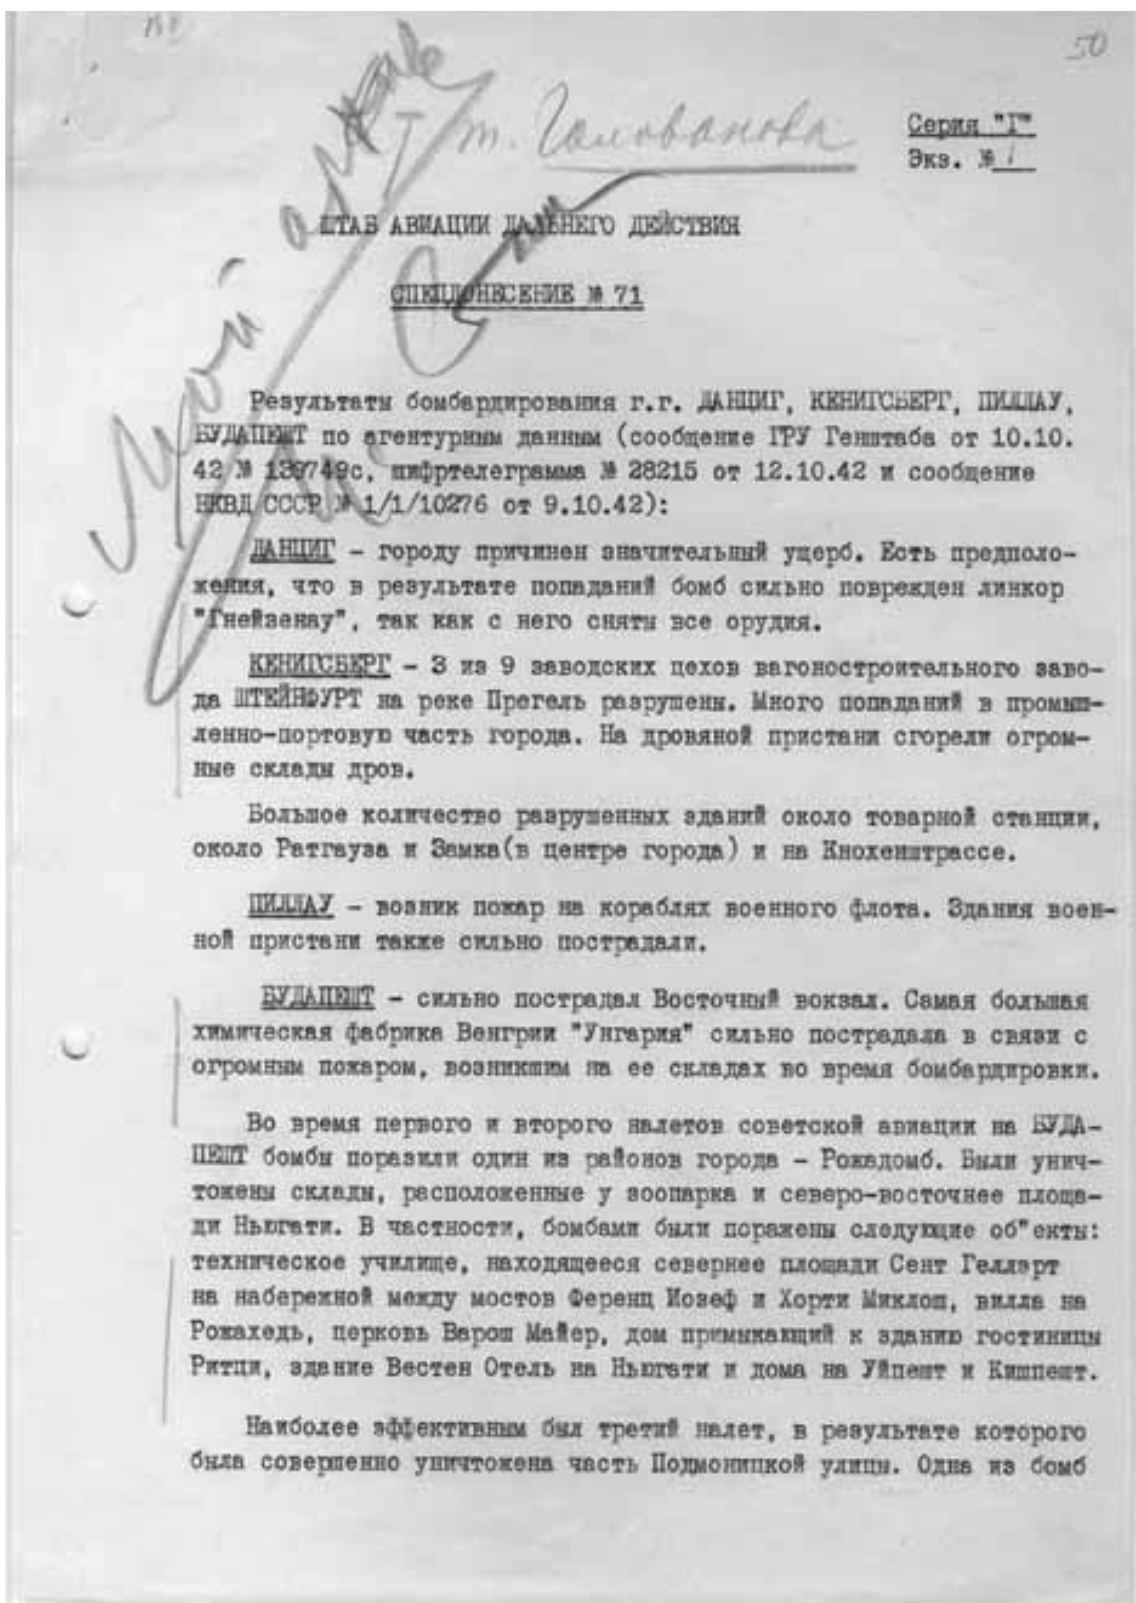 50
т. Голованова
Серия "Г"
Экз. № 1
Мой архив
ШТАБ АВИАЦИИ ДАЛЬНЕГО ДЕЙСТВИЯ
СПЕЦДОНЕСЕНИЕ № 71
Результаты бомбардирования г.г. ДАНЦИГ, КЕНИГСБЕРГ, ПИЛЛАУ,
БУДАПЕШТ по агентурным данным (сообщение ГРУ Генштаба от 10.10.
42 № 139749с, шифртелеграмма № 28215 от 12.10.42 и сообщение
НКВД СССР № 1/1/10276 от 9.10.42):
ДАНЦИГ – городу причинен значительный ущерб. Есть предполо-
жения, что в результате попаданий бомб сильно поврежден линкор
"Гнейзенау", так как с него сняты все орудия.
КЕНИГСБЕРГ – 3 из 9 заводских цехов вагоностроительного заво-
да ШТЕЙНФУРТ на реке Прегель разрушены. Много попаданий в промыш-
ленно-портовую часть города. На дровяной пристани сгорели огром-
ные склады дров.
Большое количество разрушенных зданий около товарной станции,
около Ратгауза и Замка(в центре города) и на Кнохенштрассе.
ПИЛЛАУ – возник пожар на кораблях военного флота. Здания воен-
ной пристани также сильно пострадали.
БУДАПЕШТ – сильно пострадал Восточный вокзал. Самая большая
химическая фабрика Венгрии "Унгария" сильно пострадала в связи с
огромным пожаром, возникшим на ее складах во время бомбардировки.
Во время первого и второго налетов советской авиации на БУДА-
ПЕШТ бомбы поразили один из районов города – Рожадомб. Были унич-
тожены склады, расположенные у зоопарка и северо-восточнее площа-
ди Ньюгати. В частности, бомбами были поражены следующие об"екты:
техническое училище, находящееся севернее площади Сент Геллэрт
на набережной между мостов Ференц Иозеф и Хорти Миклош, вилла на
Рожахедь, церковь Варош Майер, дом примыкающий к зданию гостиницы
Ритци, здание Вестен Отель на Ньюгати и дома на Уйпешт и Кишпешт.
Наиболее эффективным был третий налет, в результате которого
была совершенно уничтожена часть Подмоницкой улицы. Одна из бомб